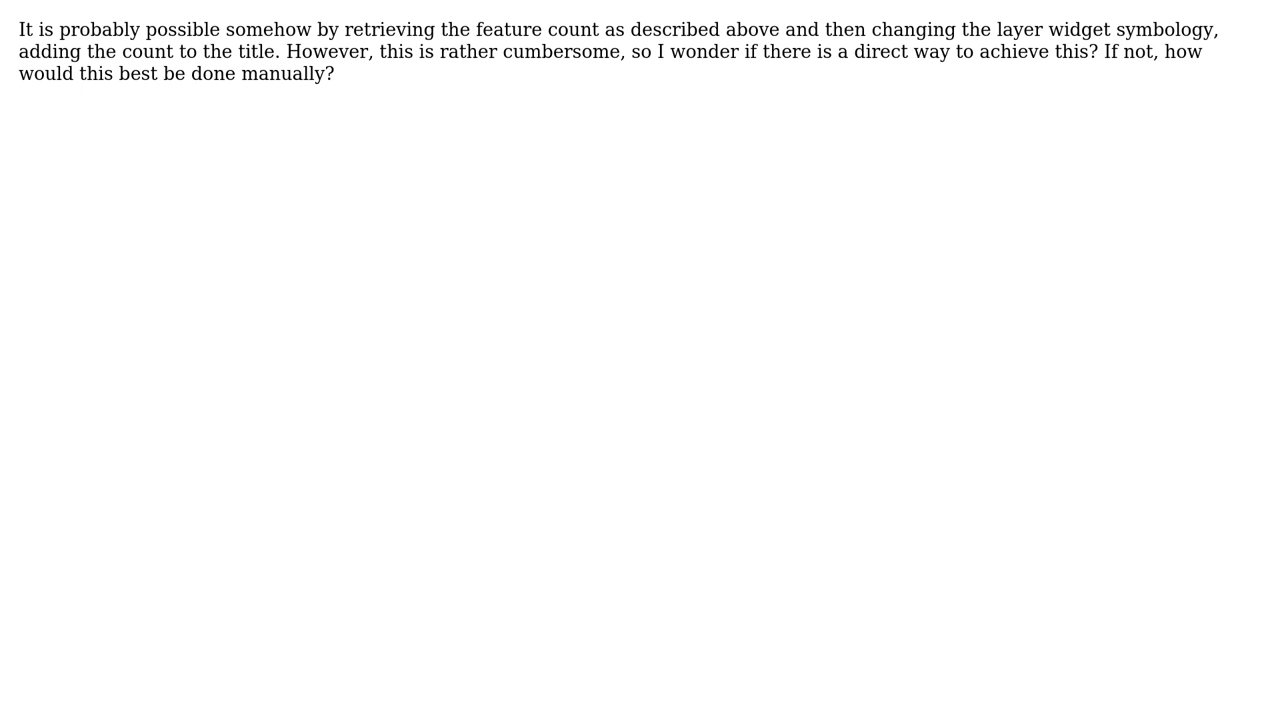 It is probably possible somehow by retrieving the feature count as described above and then changing the layer widget symbology,
adding the count to the title. However, this is rather cumbersome, so I wonder if there is a direct way to achieve this? If not, how
would this best be done manually?